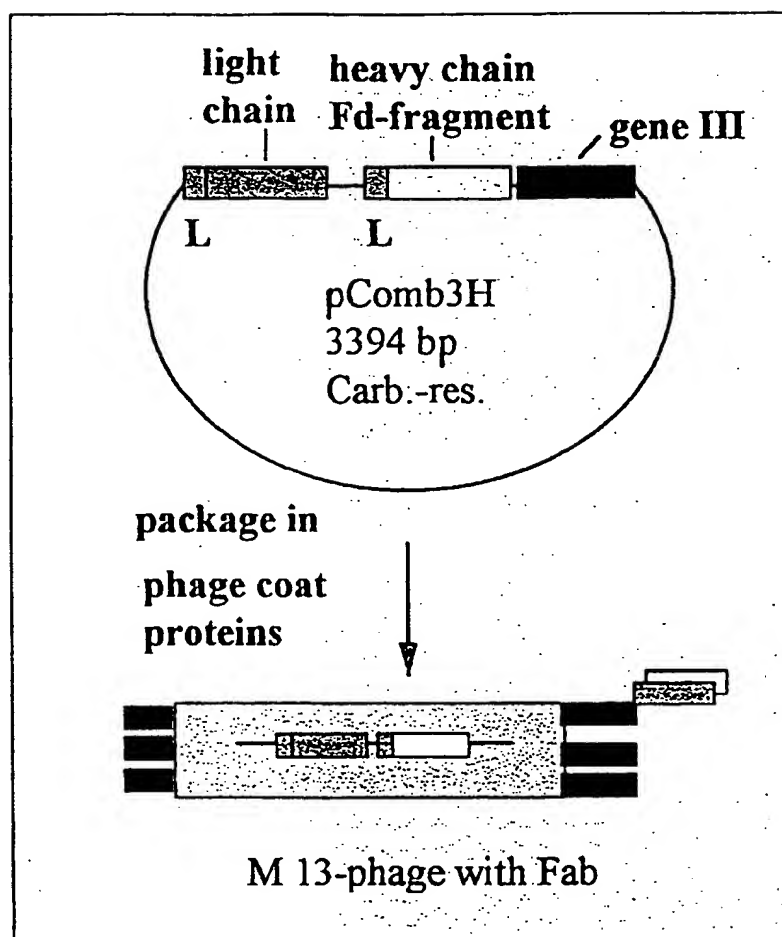 light
chain
heavy chain
Fd-fragment
gene III
L
L
pComb3H
3394 bp
Carb.-res.
package in
phage coat
proteins
M 13-phage with Fab